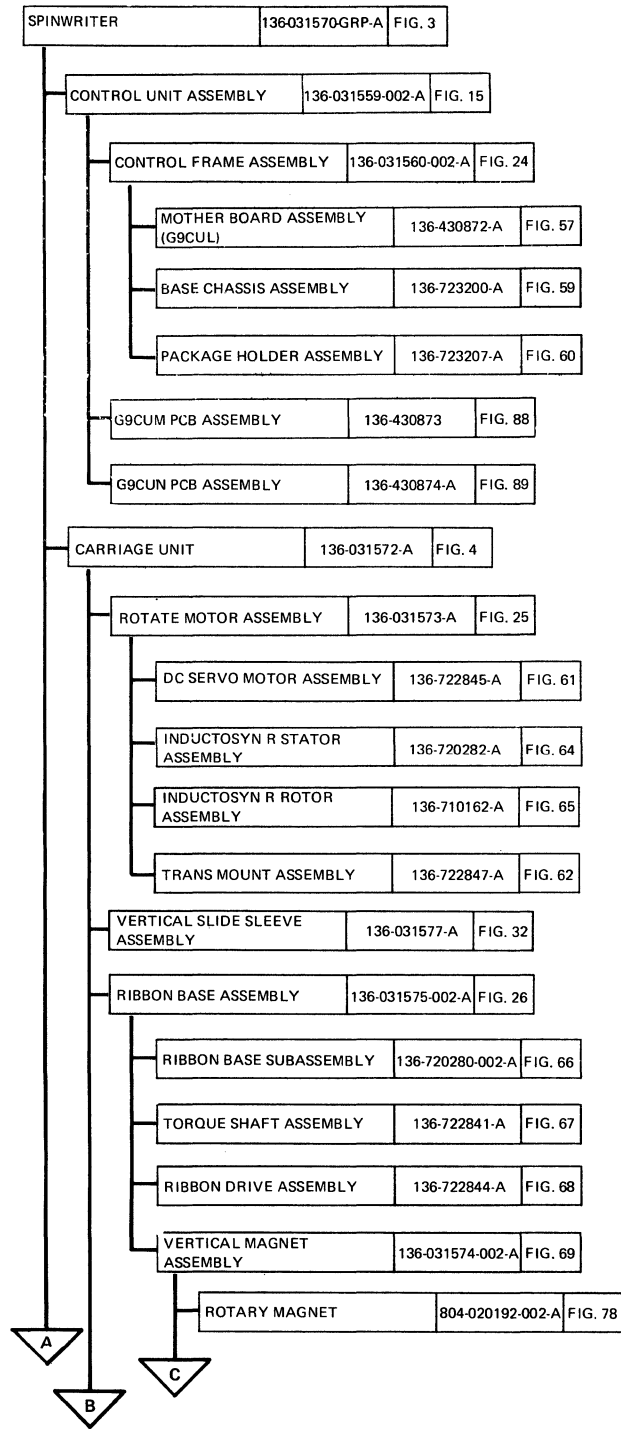 SPINWRITER 136-031570-GRP-A FIG. 3
CONTROL UNIT ASSEMBLY 136-031559-002-A FIG. 15
CONTROL FRAME ASSEMBLY 136-031560-002-A FIG. 24
MOTHER BOARD ASSEMBLY
(G9CUL) 136-430872-A FIG. 57
BASE CHASSIS ASSEMBLY 136-723200-A FIG. 59
PACKAGE HOLDER ASSEMBLY 136-723207-A FIG. 60
G9CUM PCB ASSEMBLY 136-430873 FIG. 88
G9CUN PCB ASSEMBLY 136-430874-A FIG. 89
CARRIAGE UNIT 136-031572-A FIG. 4
ROTATE MOTOR ASSEMBLY 136-031573-A FIG. 25
DC SERVO MOTOR ASSEMBLY 136-722845-A FIG. 61
INDUCTOSYN R STATOR
ASSEMBLY 136-720282-A FIG. 64
INDUCTOSYN R ROTOR
ASSEMBLY 136-710162-A FIG. 65
TRANS MOUNT ASSEMBLY 136-722847-A FIG. 62
VERTICAL SLIDE SLEEVE
ASSEMBLY 136-031577-A FIG. 32
RIBBON BASE ASSEMBLY 136-031575-002-A FIG. 26
RIBBON BASE SUBASSEMBLY 136-720280-002-A FIG. 66
TORQUE SHAFT ASSEMBLY 136-722841-A FIG. 67
RIBBON DRIVE ASSEMBLY 136-722844-A FIG. 68
VERTICAL MAGNET
ASSEMBLY 136-031574-002-A FIG. 69
ROTARY MAGNET 804-020192-002-A FIG. 78
A
C
B